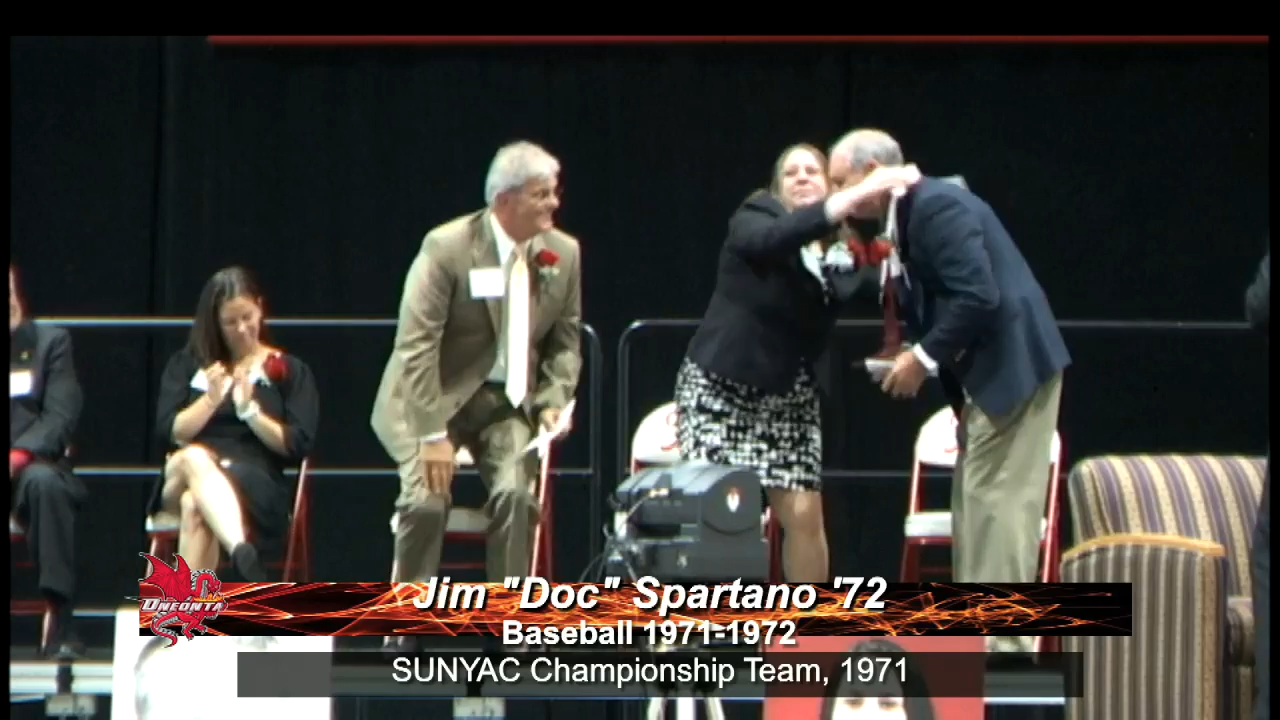 ONEONTA
Jim "Doc" Spartano '72
Baseball 1971-1972
SUNYAC Championship Team, 1971